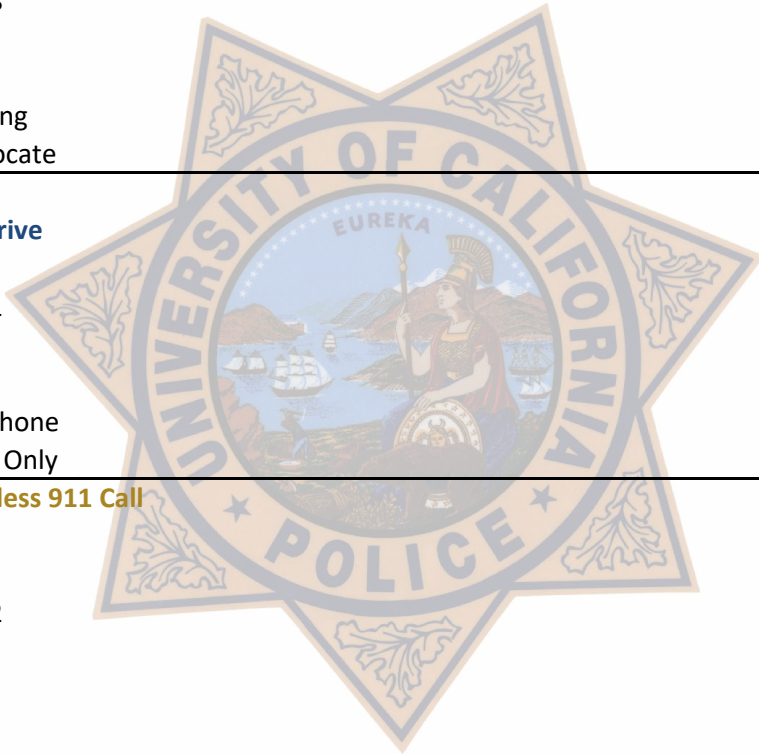 ng
ocate
rive
hone
Only
less 911 Call
UNIVERSITY OF CALIFORNIA
EUREKA
POLICE